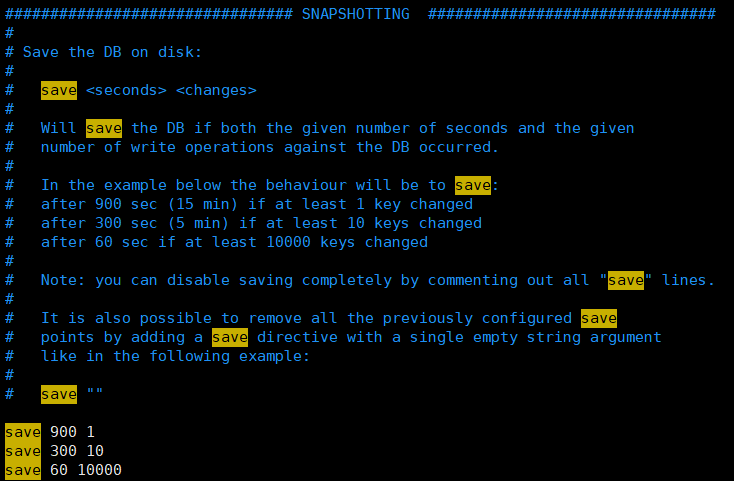 ################################ SNAPSHOTTING  ################################
#
# Save the DB on disk:
#
#   save <seconds> <changes>
#
#   Will save the DB if both the given number of seconds and the given
#   number of write operations against the DB occurred.
#
#   In the example below the behaviour will be to save:
#   after 900 sec (15 min) if at least 1 key changed
#   after 300 sec (5 min) if at least 10 keys changed
#   after 60 sec if at least 10000 keys changed
#
#   Note: you can disable saving completely by commenting out all "save" lines.
#
#   It is also possible to remove all the previously configured save
#   points by adding a save directive with a single empty string argument
#   like in the following example:
#
#   save ""

save 900 1
save 300 10
save 60 10000